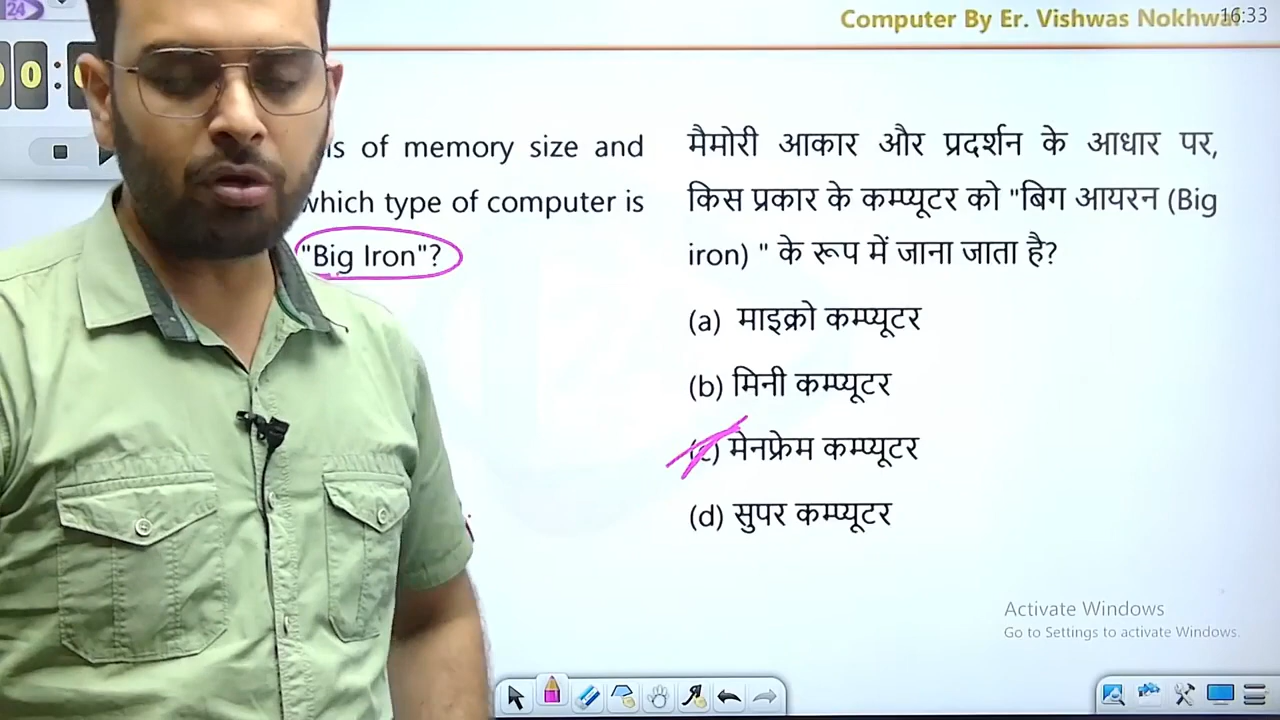 24
Computer By Er. Vishwas Nokhwal
16:33
0:
of memory size and
which type of computer is
"Big Iron"?
मैमोरी आकार और प्रदर्शन के आधार पर,
किस प्रकार के कम्प्यूटर को "बिग आयरन (Big
iron) " के रूप में जाना जाता है?
(a) माइक्रो कम्प्यूटर
(b) मिनी कम्प्यूटर
(c) मेनफ्रेम कम्प्यूटर
(d) सुपर कम्प्यूटर
Activate Windows
Go to Settings to activate Windows.